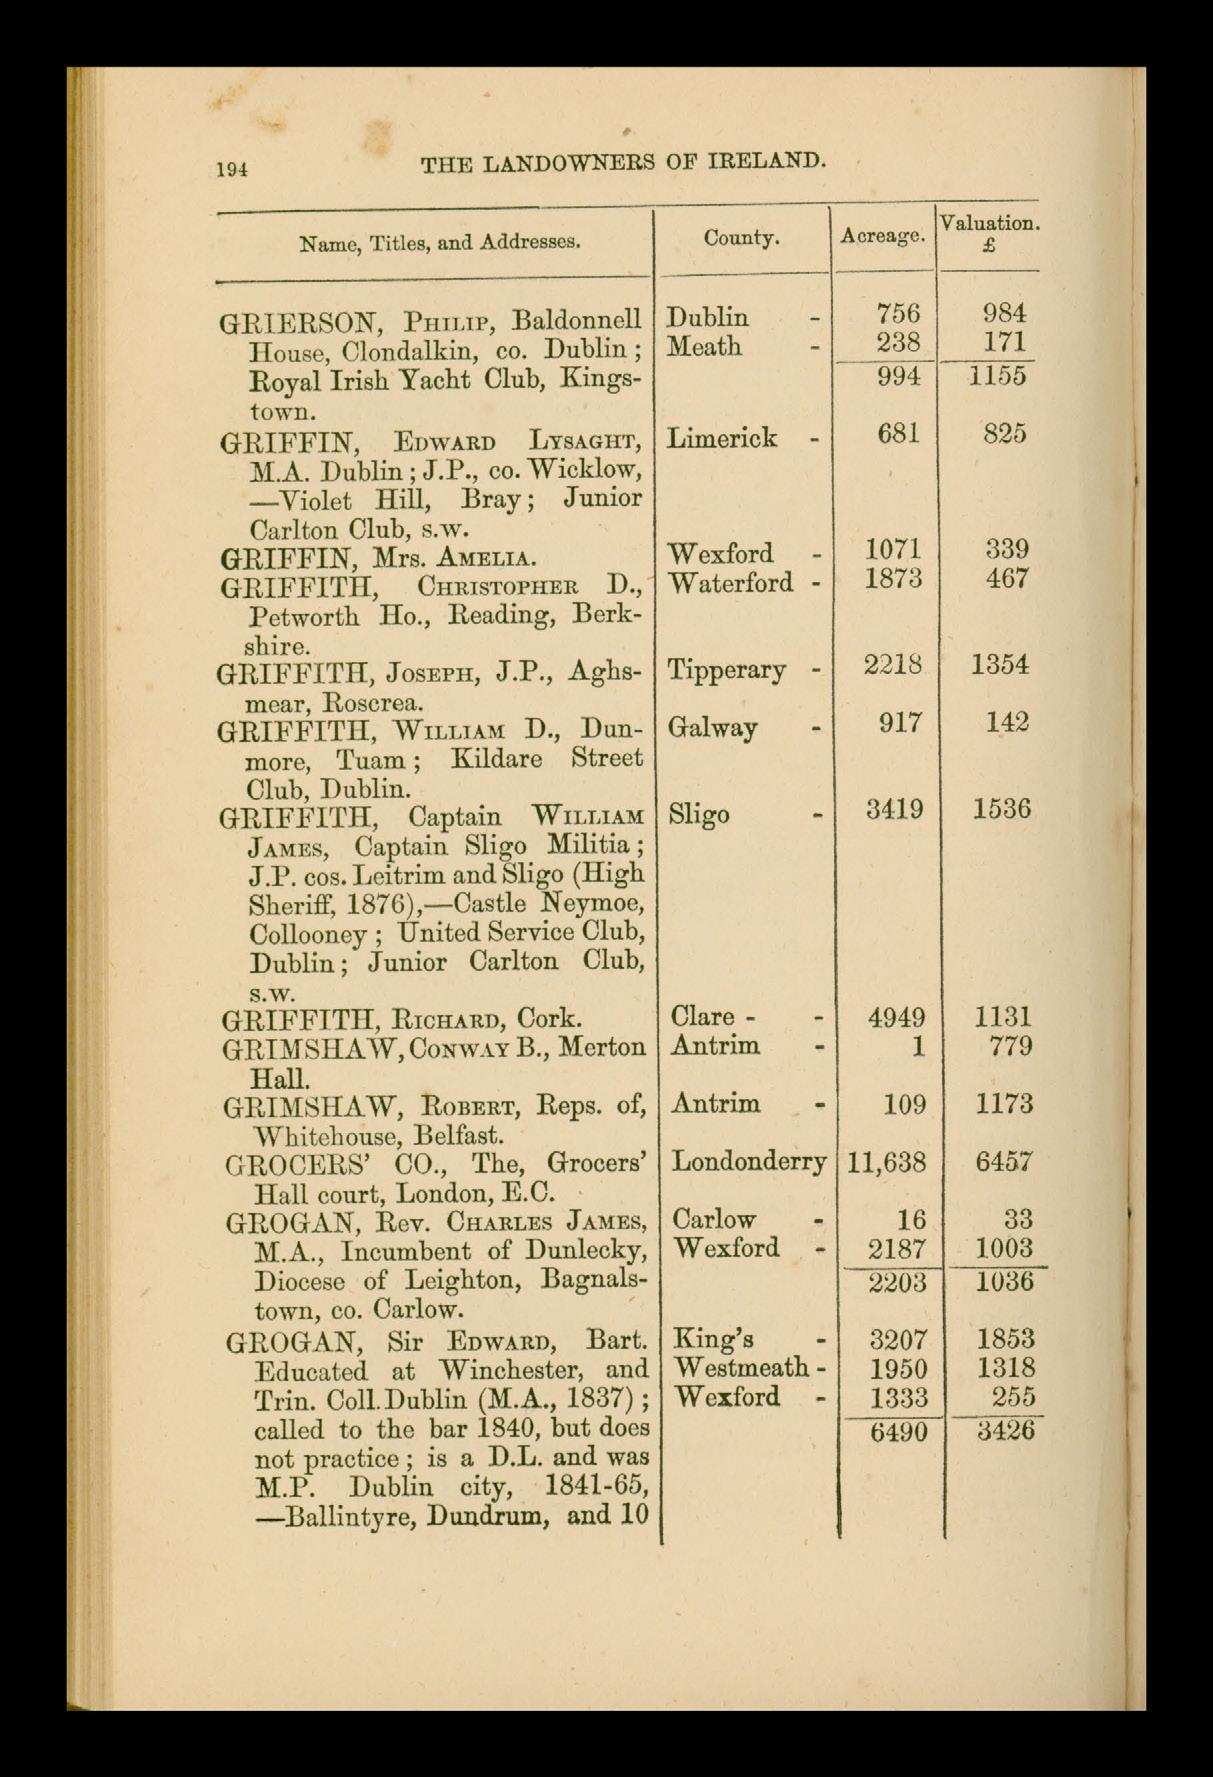 194
THE LANDOWNERS OF IRELAND.
Name, Titles, and Addresses. County. Acreage. Valuation. £
GRIERSON, PHILIP, Baldonnell Dublin - 756 984
House, Clondalkin, co. Dublin ; Meath - 238 171
Royal Irish Yacht Club, Kings- 994 1155
town.
GRIFFIN, EDWARD LYSAGHT, Limerick - 681 825
M.A. Dublin ; J.P., co. Wicklow,
—Violet Hill, Bray ; Junior
Carlton Club, S.W.
GRIFFIN, Mrs. AMELIA. Wexford - 1071 339
GRIFFITH, CHRISTOPHER D., Waterford - 1873 467
Petworth Ho., Reading, Berk-
shire.
GRIFFITH, JOSEPH, J.P., Aghs- Tipperary - 2218 1354
mear, Roscrea.
GRIFFITH, WILLIAM D., Dun- Galway - 917 142
more, Tuam ; Kildare Street
Club, Dublin.
GRIFFITH, Captain WILLIAM Sligo - 3419 1536
JAMES, Captain Sligo Militia ;
J.P. cos. Leitrim and Sligo (High
Sheriff, 1876),—Castle Neymoe,
Collooney ; United Service Club,
Dublin ; Junior Carlton Club,
S.W.
GRIFFITH, RICHARD, Cork. Clare - - 4949 1131
GRIMSHAW, CONWAY B., Merton Antrim - 1 779
Hall.
GRIMSHAW, ROBERT, Reps. of, Antrim - 109 1173
Whitehouse, Belfast.
GROCERS' CO., The, Grocers' Londonderry 11,638 6457
Hall court, London, E.C.
GROGAN, Rev. CHARLES JAMES, Carlow - 16 33
M.A., Incumbent of Dunlecky, Wexford - 2187 1003
Diocese of Leighton, Bagnals- 2203 1036
town, co. Carlow.
GROGAN, Sir EDWARD, Bart. King's - 3207 1853
Educated at Winchester, and Westmeath - 1950 1318
Trin. Coll. Dublin (M.A., 1837) ; Wexford - 1333 255
called to the bar 1840, but does 6490 3426
not practice ; is a D.L. and was
M.P. Dublin city, 1841-65,
—Ballintyre, Dundrum, and 10